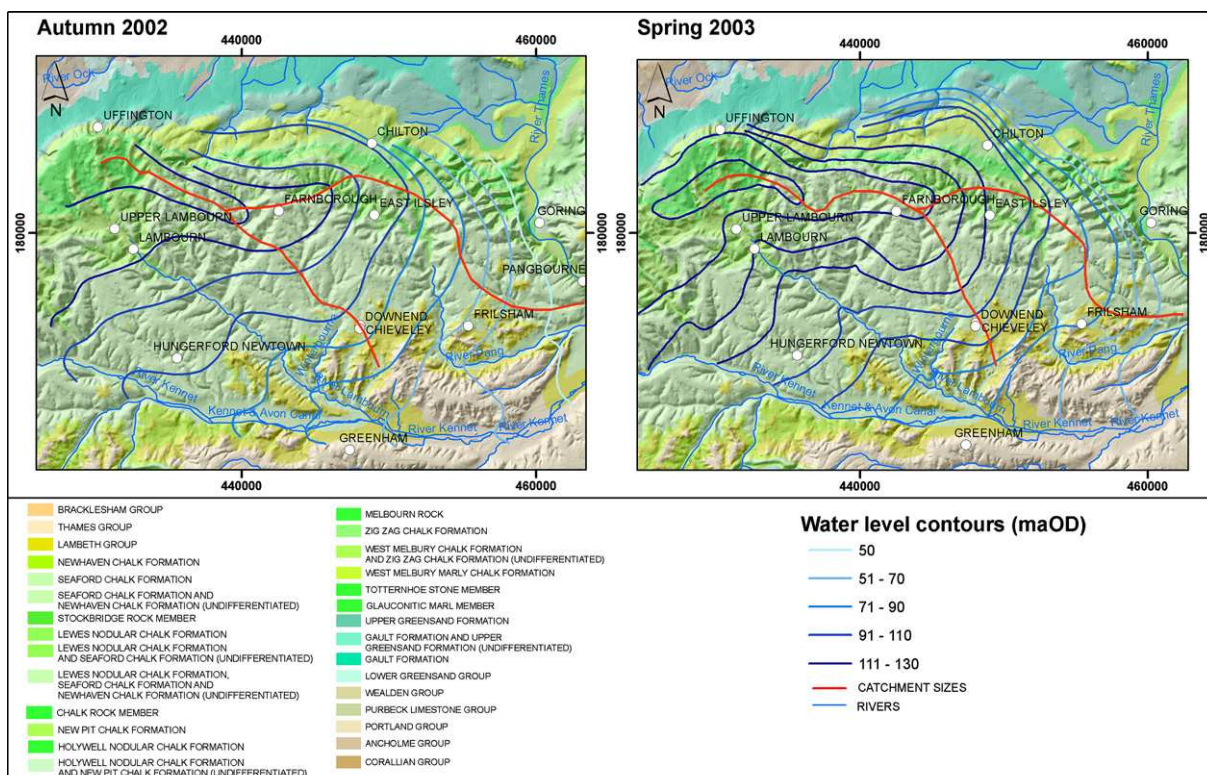 Autumn 2002
440000
460000
River Ock
N
UFFINGTON
CHILTON
River Thames
FARNBOROUGH
EAST ILSLEY
UPPER LAMBOURN
LAMBOURN
GORING
180000
PANGBOURNE
DOWNEND
CHIEVELEY
FRILSHAM
HUNGERFORD NEWTOWN
Winterbourne
River Pang
River Lambourn
River Kennet
Kennet & Avon Canal
River Kennet
River Kennet
GREENHAM
440000
460000
Spring 2003
440000
460000
River Ock
N
UFFINGTON
CHILTON
River Thames
FARNBOROUGH
EAST ILSLEY
UPPER LAMBOURN
LAMBOURN
GORING
180000
180000
DOWNEND
CHIEVELEY
FRILSHAM
HUNGERFORD NEWTOWN
Winterbourne
River Pang
River Lambourn
River Kennet
Kennet & Avon Canal
River Kennet
River Kennet
GREENHAM
440000
460000
180000
BRACKLESHAM GROUP
THAMES GROUP
LAMBETH GROUP
NEWHAVEN CHALK FORMATION
SEAFORD CHALK FORMATION
SEAFORD CHALK FORMATION AND
NEWHAVEN CHALK FORMATION (UNDIFFERENTIATED)
STOCKBRIDGE ROCK MEMBER
LEWES NODULAR CHALK FORMATION
LEWES NODULAR CHALK FORMATION
AND SEAFORD CHALK FORMATION (UNDIFFERENTIATED)
LEWES NODULAR CHALK FORMATION,
SEAFORD CHALK FORMATION AND
NEWHAVEN CHALK FORMATION (UNDIFFERENTIATED)
CHALK ROCK MEMBER
NEW PIT CHALK FORMATION
HOLYWELL NODULAR CHALK FORMATION
HOLYWELL NODULAR CHALK FORMATION
AND NEW PIT CHALK FORMATION (UNDIFFERENTIATED)
MELBOURN ROCK
ZIG ZAG CHALK FORMATION
WEST MELBURY CHALK FORMATION
AND ZIG ZAG CHALK FORMATION (UNDIFFERENTIATED)
WEST MELBURY MARLY CHALK FORMATION
TOTTERNHOE STONE MEMBER
GLAUCONITIC MARL MEMBER
UPPER GREENSAND FORMATION
GAULT FORMATION AND UPPER
GREENSAND FORMATION (UNDIFFERENTIATED)
GAULT FORMATION
LOWER GREENSAND GROUP
WEALDEN GROUP
PURBECK LIMESTONE GROUP
PORTLAND GROUP
ANCHOLME GROUP
CORALLIAN GROUP
Water level contours (maOD)
50
51 - 70
71 - 90
91 - 110
111 - 130
CATCHMENT SIZES
RIVERS